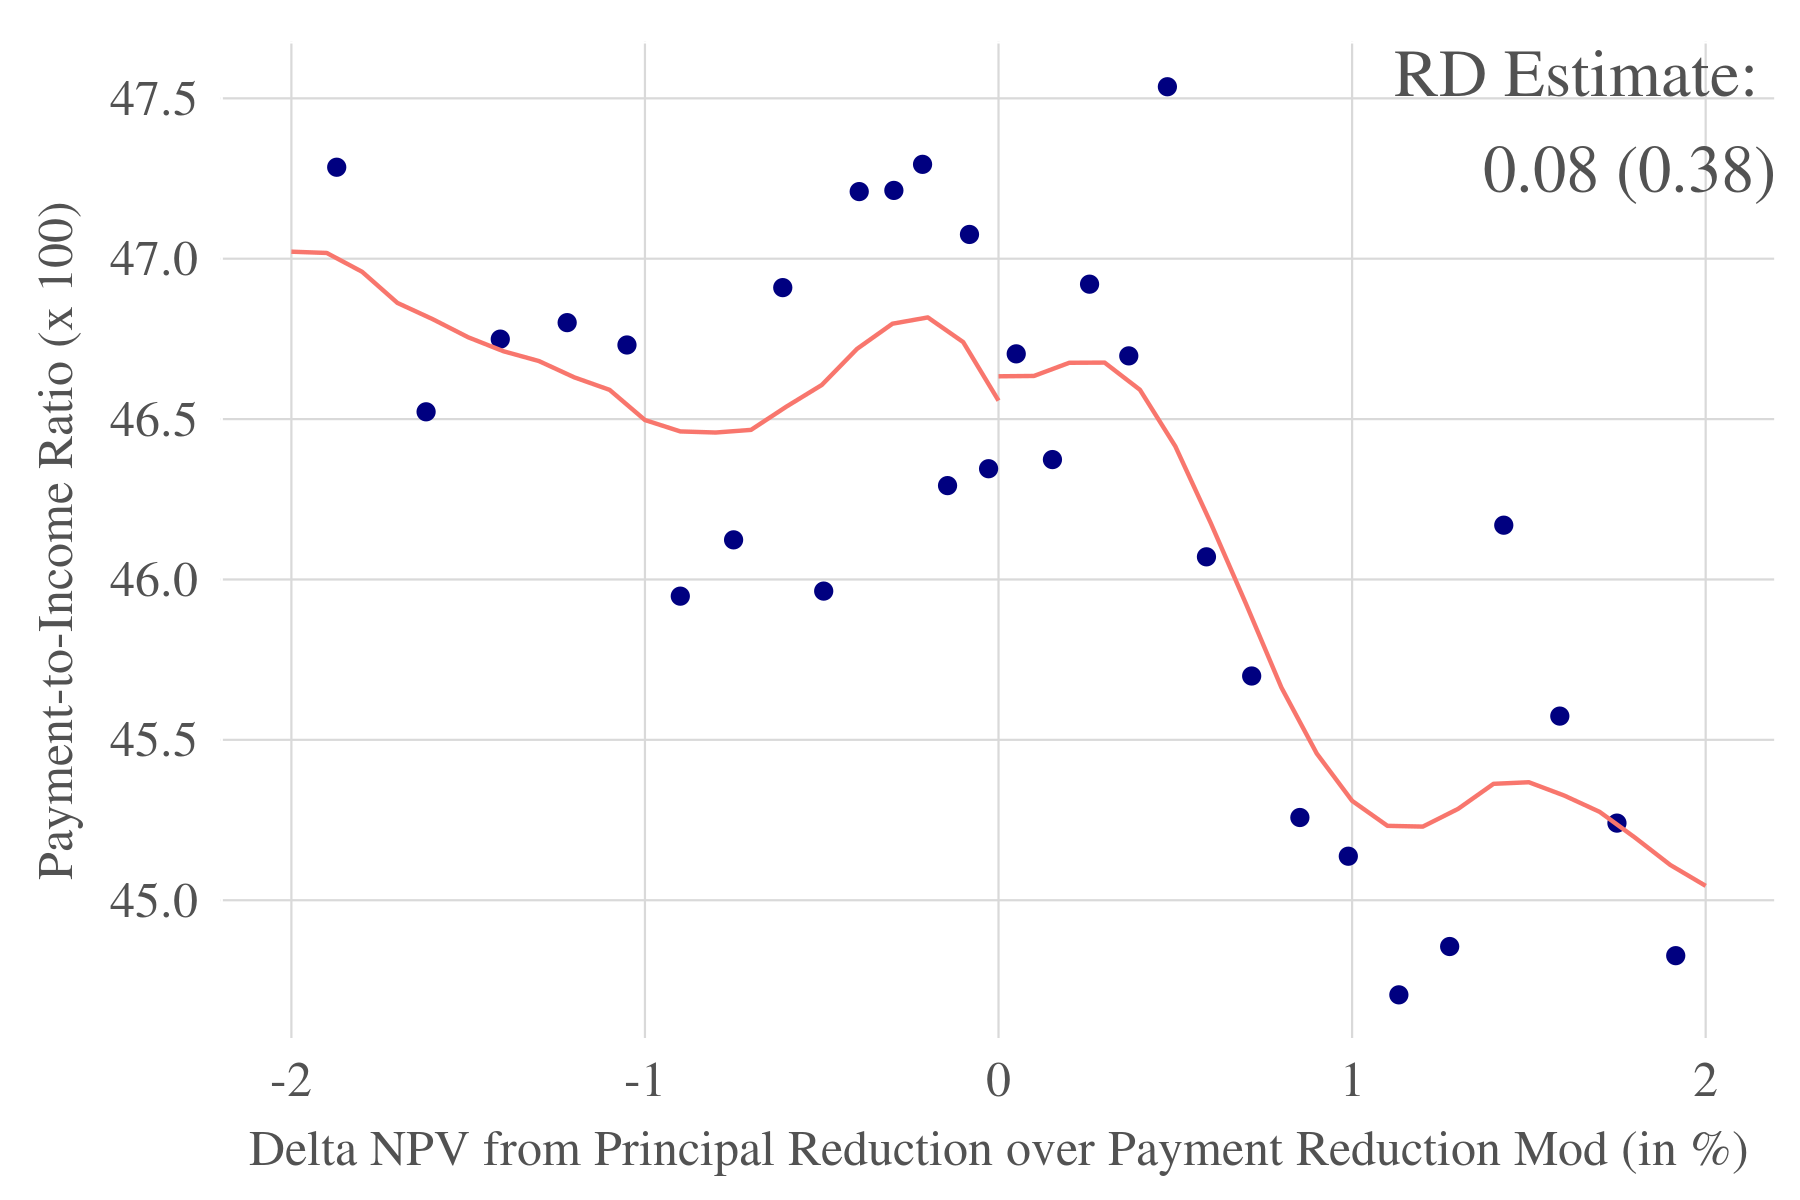 RD Estimate:
0.08 (0.38)
Payment-to-Income Ratio (x 100)
47.5
47.0
46.5
46.0
45.5
45.0
-2 -1 0 1 2
Delta NPV from Principal Reduction over Payment Reduction Mod (in %)